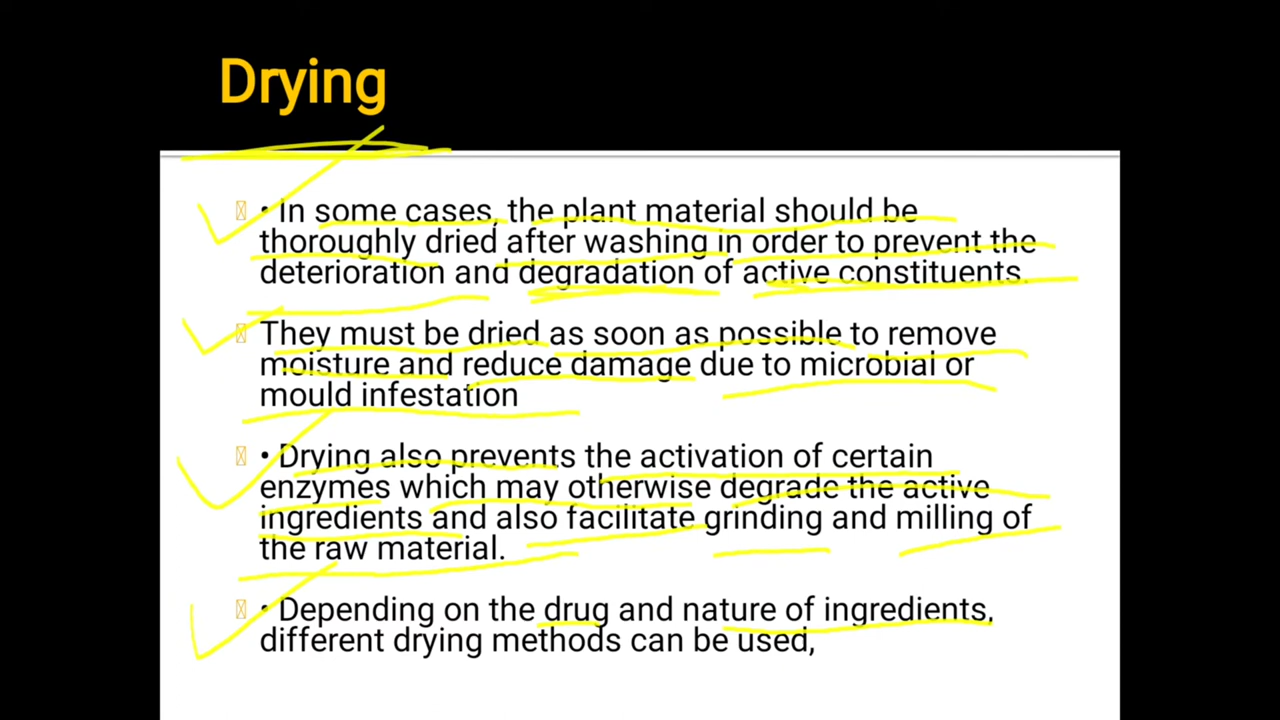 Drying
• In some cases, the plant material should be
thoroughly dried after washing in order to prevent the
deterioration and degradation of active constituents.
They must be dried as soon as possible to remove
moisture and reduce damage due to microbial or
mould infestation
• Drying also prevents the activation of certain
enzymes which may otherwise degrade the active
ingredients and also facilitate grinding and milling of
the raw material.
• Depending on the drug and nature of ingredients,
different drying methods can be used,